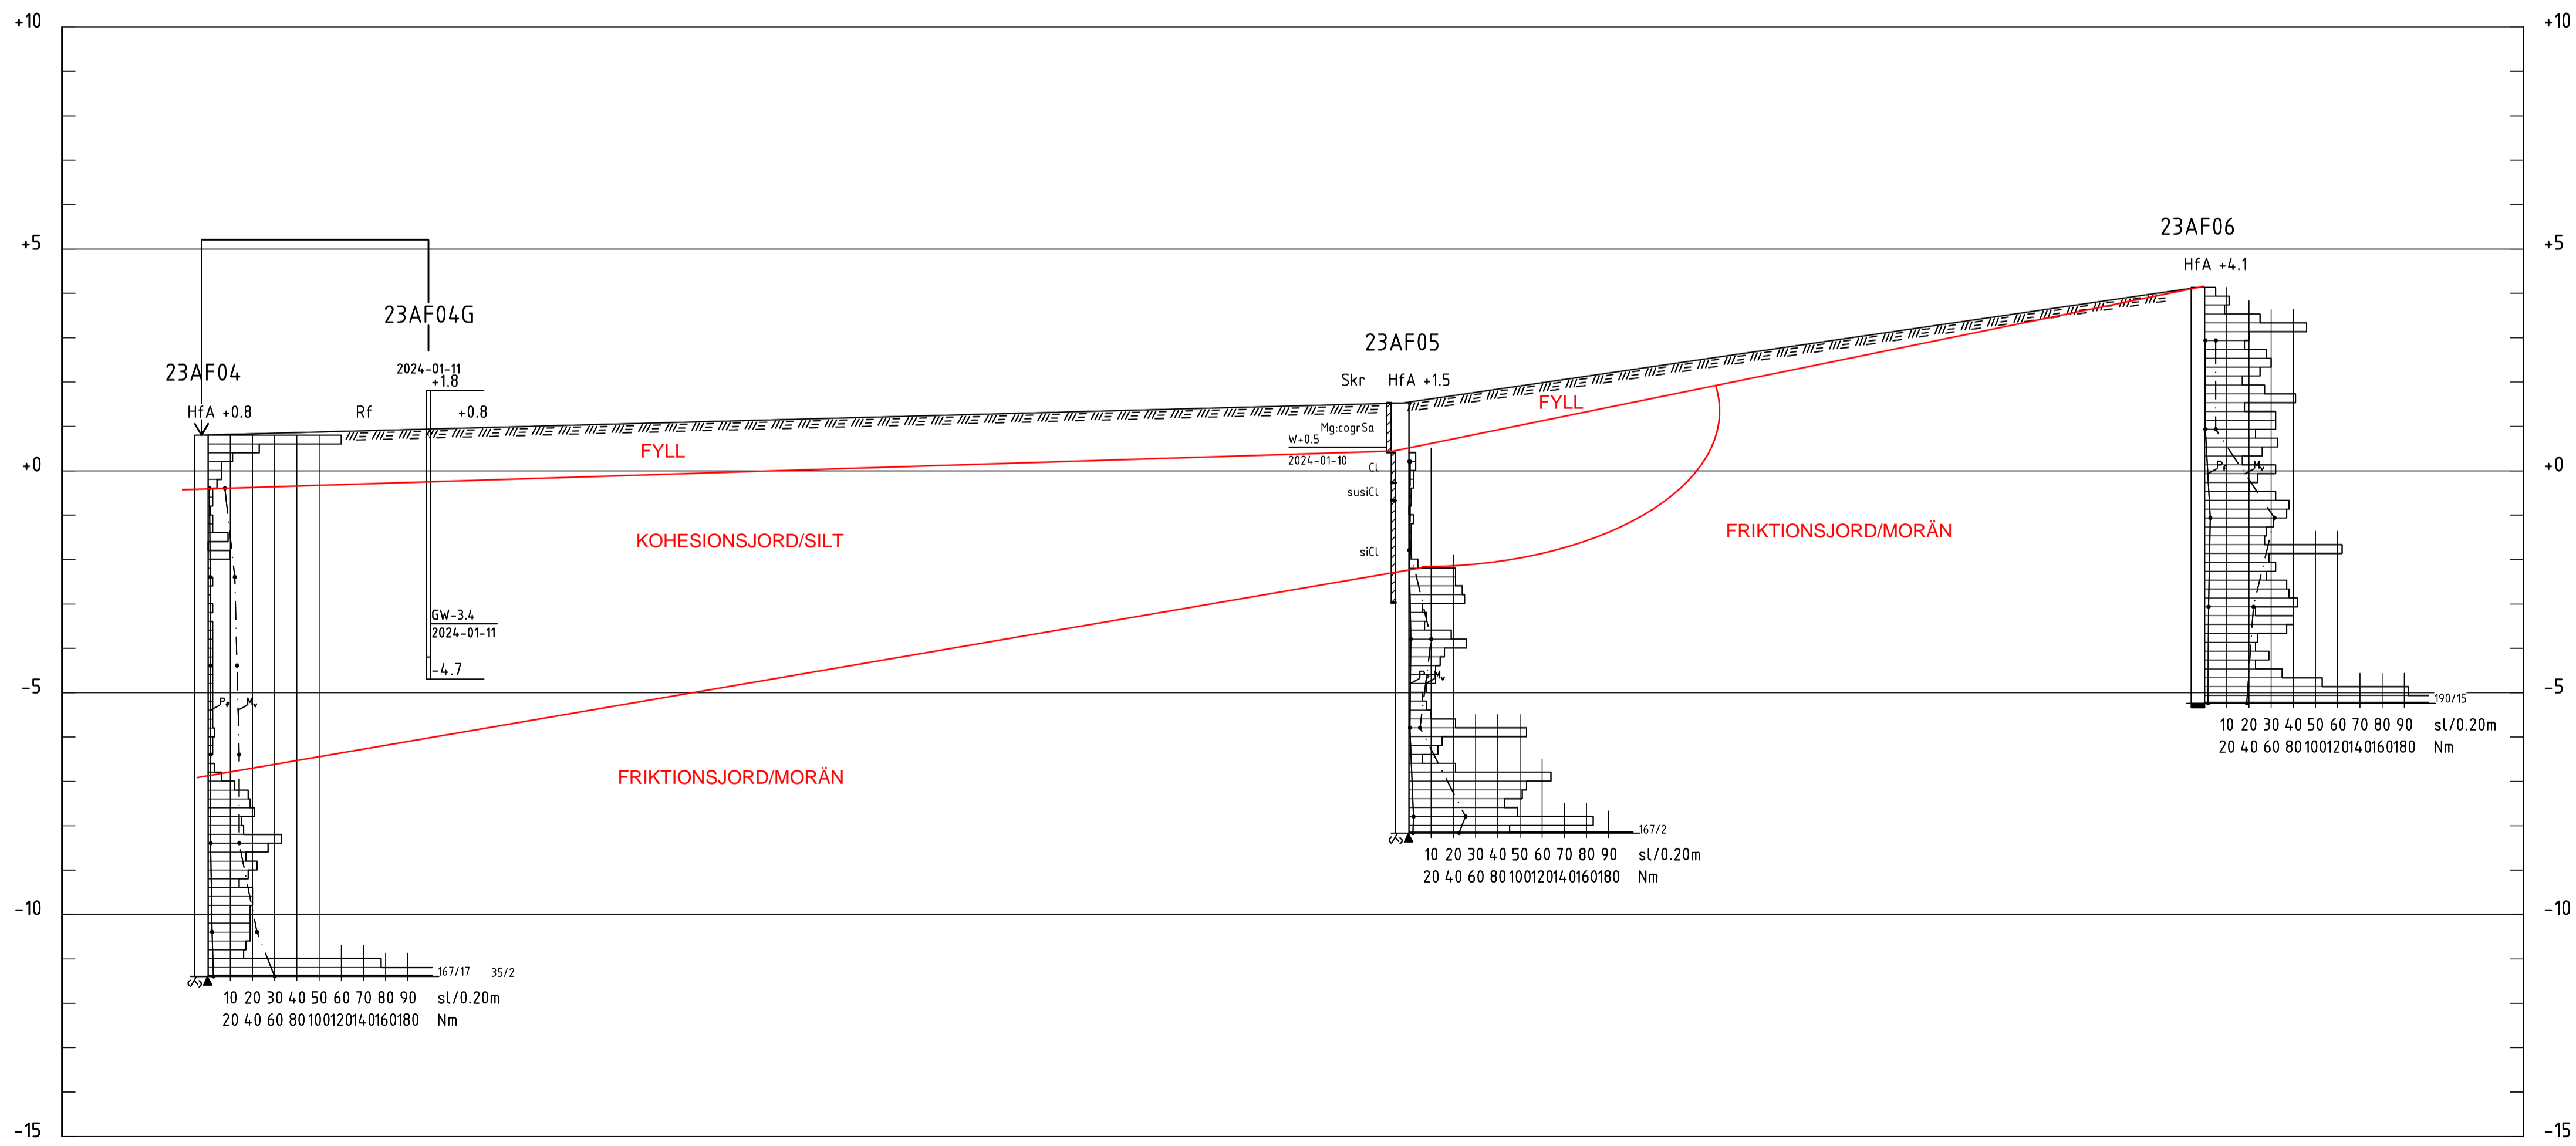 +10 +10
23AF06
+5 +5
HfA +4.1
23AF04G
23AF05
2024-01-11
23AF04
+1.8
Skr HfA +1.5
HfA +0.8 Rf +0.8
FYLL
Mg:cogrSa
W+0.5
FYLL
2024-01-10
+0 +0
Cl
Pf Mv
susiCl
FRIKTIONSJORD/MORÄN
KOHESIONSJORD/SILT
siCl
GW-3.4
2024-01-11
-4.7
Pf Mv
-5 -5
190/15
Pf Mv
10 20 30 40 50 60 70 80 90 sl/0.20m
20 40 60 80 100 120 140 160 180 Nm
FRIKTIONSJORD/MORÄN
167/2
10 20 30 40 50 60 70 80 90 sl/0.20m
20 40 60 80 100 120 140 160 180 Nm
-10 -10
167/17 35/2
10 20 30 40 50 60 70 80 90 sl/0.20m
20 40 60 80 100 120 140 160 180 Nm
-15 -15